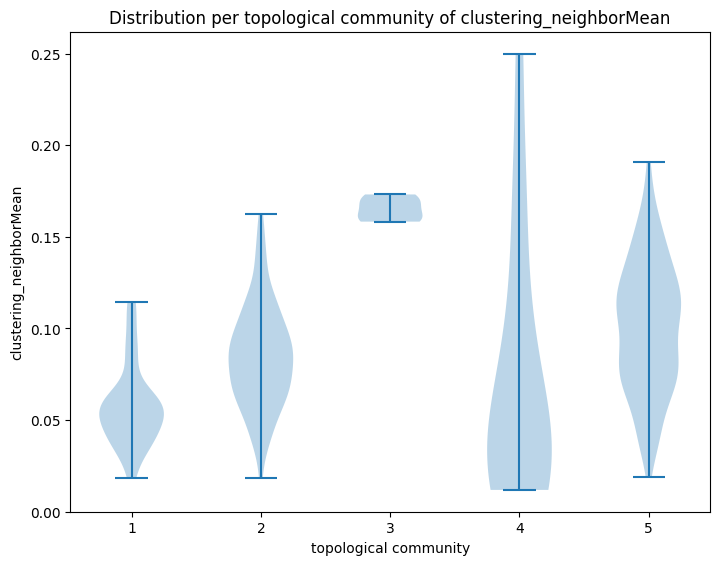 Distribution per topological community of clustering_neighborMean
clustering_neighborMean
0.25
0.20
0.15
0.10
0.05
0.00
1 2 3 4 5
topological community